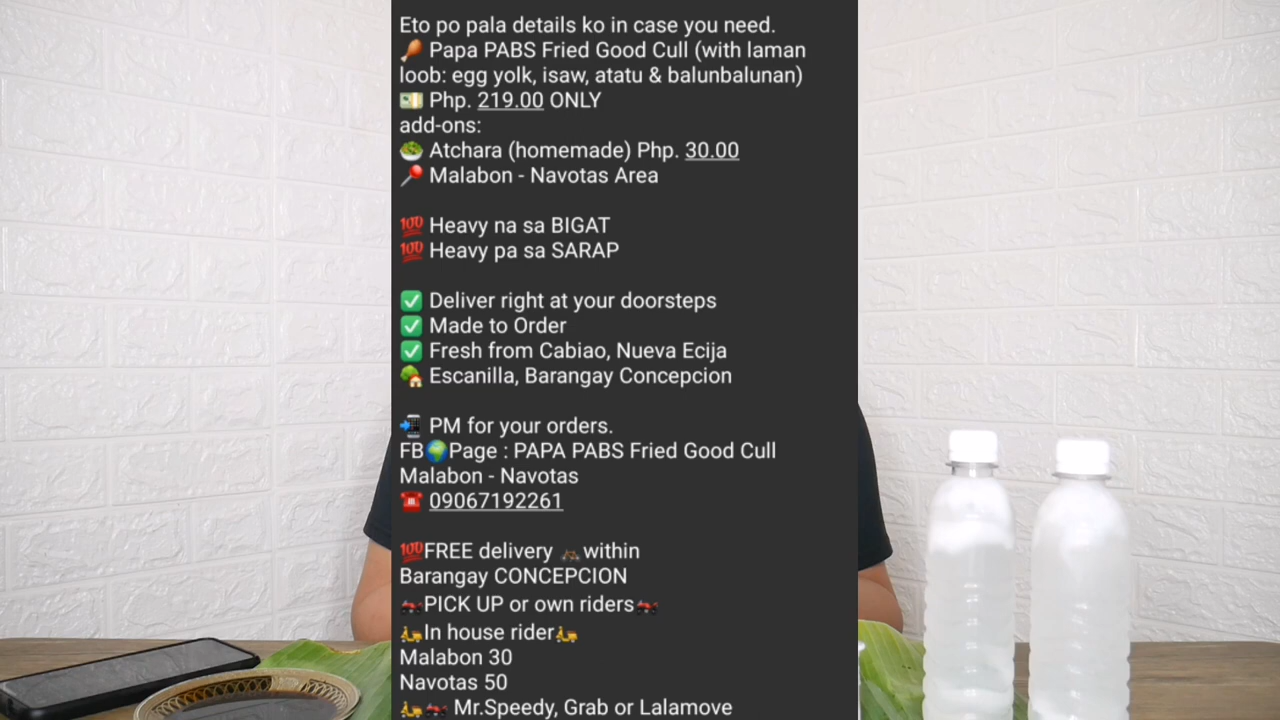 Eto po pala details ko in case you need.
🍗 Papa PABS Fried Good Cull (with laman
loob: egg yolk, isaw, atatu & balunbalunan)
💵 Php. 219.00 ONLY
add-ons:
🥗 Atchara (homemade) Php. 30.00
📍 Malabon - Navotas Area
💯 Heavy na sa BIGAT
💯 Heavy pa sa SARAP
✅ Deliver right at your doorsteps
✅ Made to Order
✅ Fresh from Cabiao, Nueva Ecija
🏡 Escanilla, Barangay Concepcion
📲 PM for your orders.
FB🌍Page : PAPA PABS Fried Good Cull
Malabon - Navotas
☎️ 09067192261
💯FREE delivery 🚲within
Barangay CONCEPCION
🏍️PICK UP or own riders🏍️
🛵In house rider🛵
Malabon 30
Navotas 50
🛵🏍️ Mr.Speedy, Grab or Lalamove